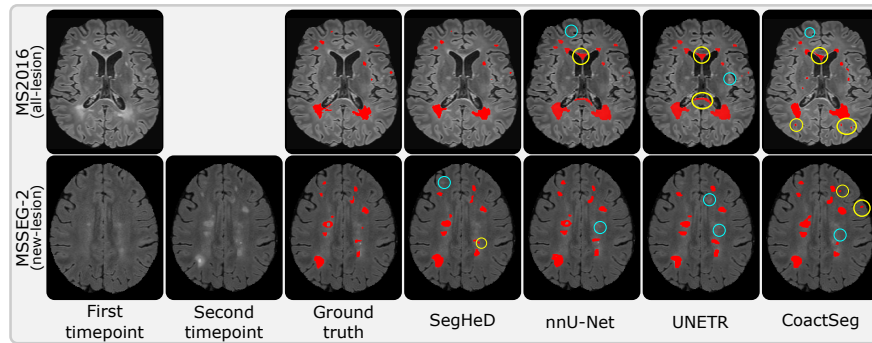 MS2016
(all-lesion)
MSSEG-2
(new-lesion)
First
timepoint
Second
timepoint
Ground
truth
SegHeD
nnU-Net
UNETR
CoactSeg